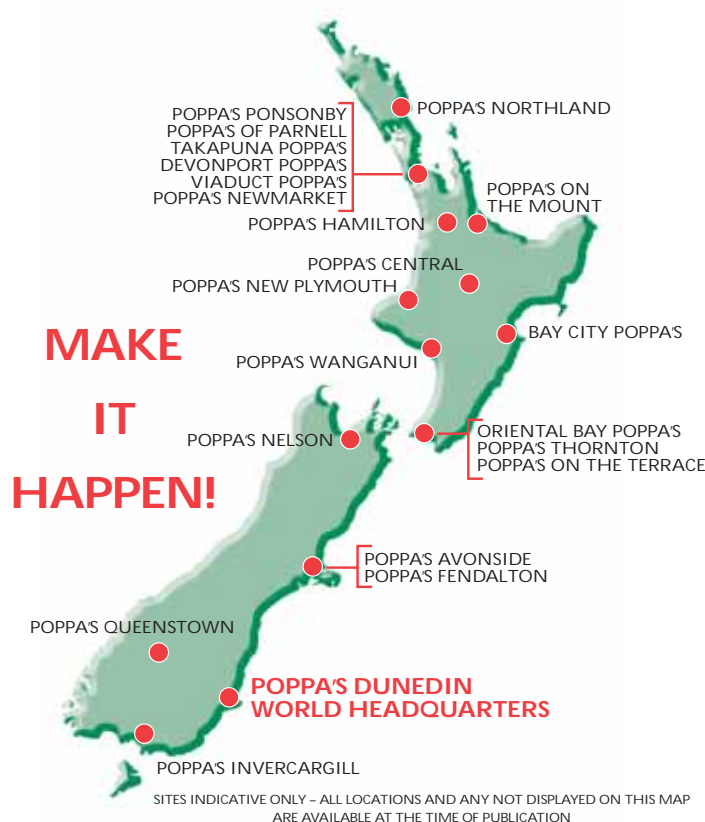 POPPA'S NORTHLAND
POPPA'S PONSONBY
POPPA'S OF PARNELL
TAKAPUNA POPPA'S
DEVONPORT POPPA'S
VIADUCT POPPA'S
POPPA'S NEWMARKET
POPPA'S ON
THE MOUNT
POPPA'S HAMILTON
POPPA'S CENTRAL
POPPA'S NEW PLYMOUTH
BAY CITY POPPA'S
MAKE
IT
HAPPEN!
POPPA'S WANGANUI
POPPA'S NELSON
ORIENTAL BAY POPPA'S
POPPA'S THORNTON
POPPA'S ON THE TERRACE
POPPA'S AVONSIDE
POPPA'S FENDALTON
POPPA'S QUEENSTOWN
POPPA'S DUNEDIN
WORLD HEADQUARTERS
POPPA'S INVERCARGILL
SITES INDICATIVE ONLY – ALL LOCATIONS AND ANY NOT DISPLAYED ON THIS MAP
ARE AVAILABLE AT THE TIME OF PUBLICATION